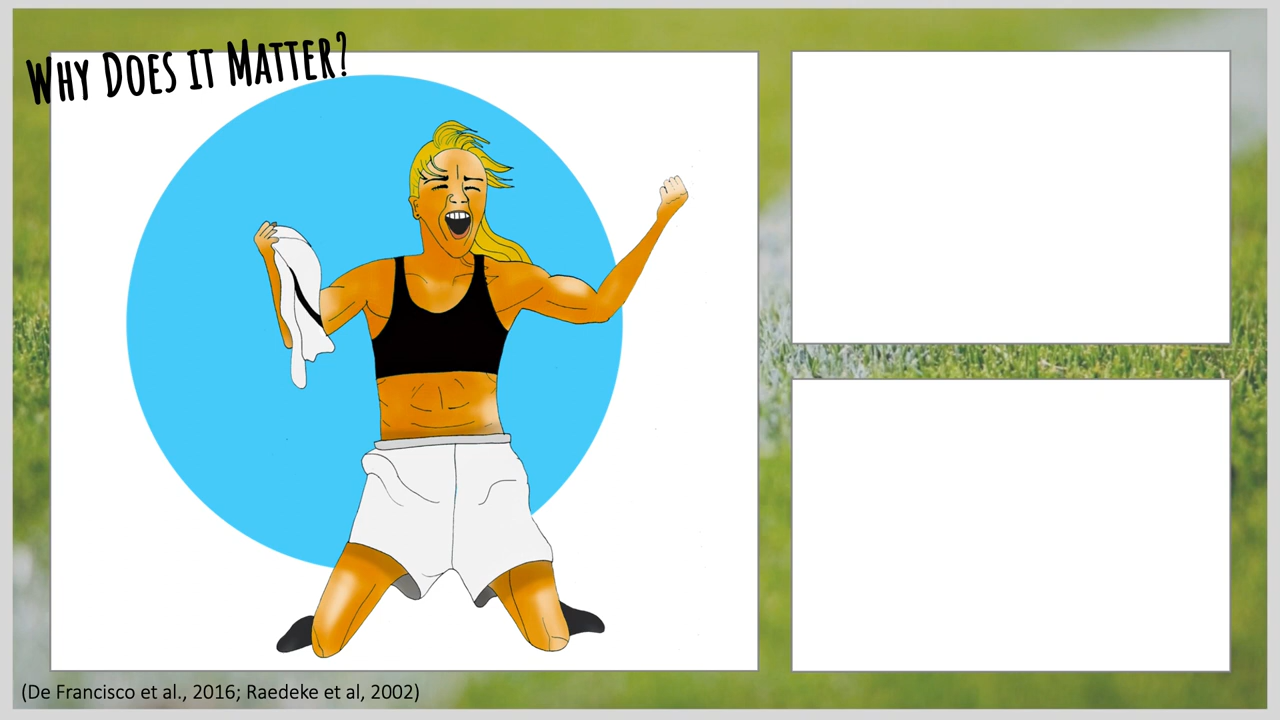 Why Does it Matter?
(De Francisco et al., 2016; Raedeke et al, 2002)